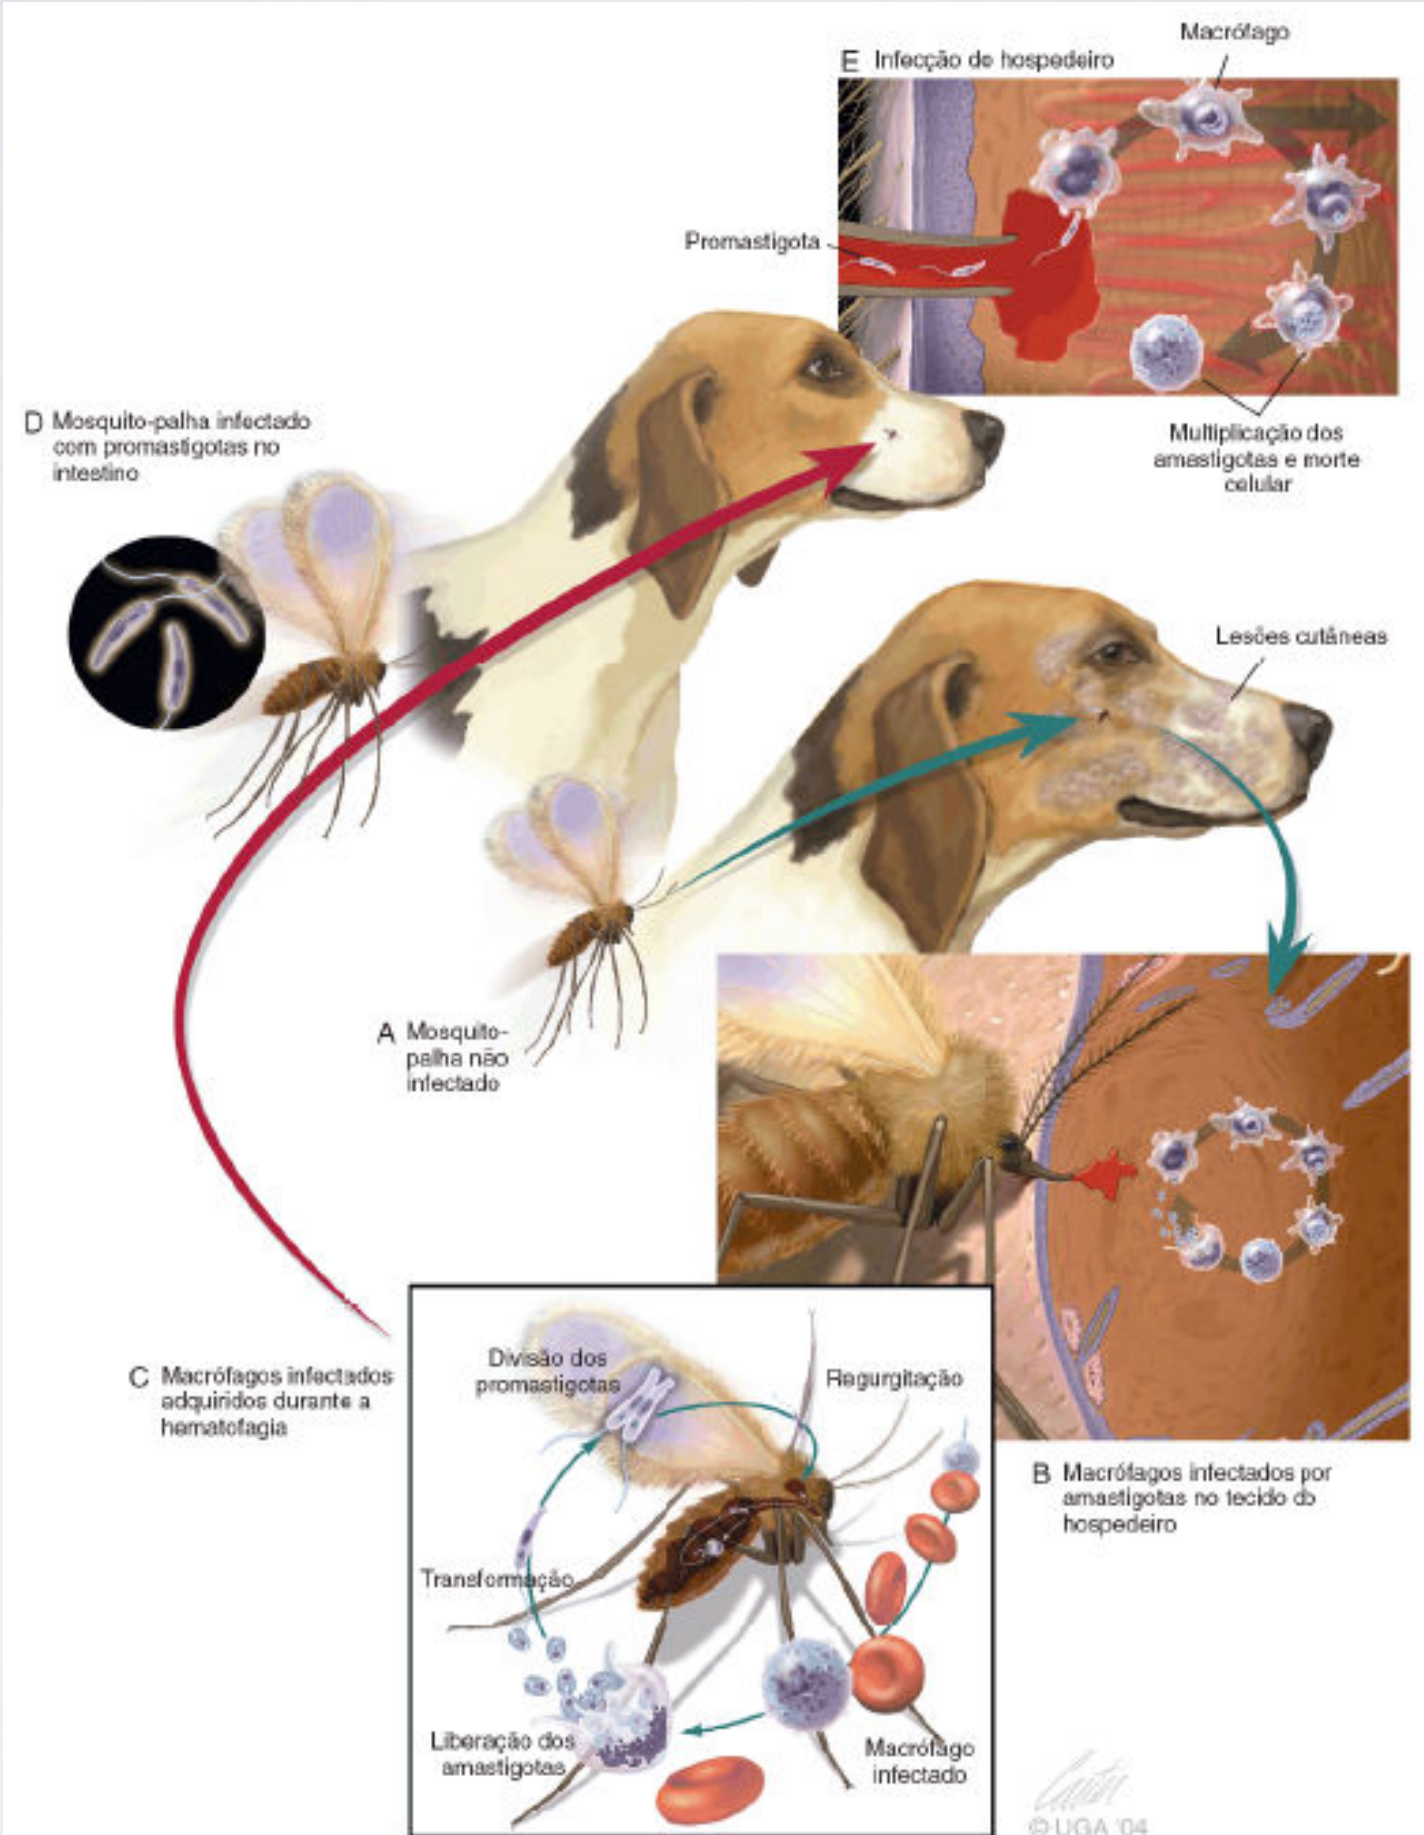 Macrófago
E Infecção de hospedeiro
Promastigota
Multiplicação dos
amastigotas e morte
celular
D Mosquito-palha infectado
com promastigotas no
intestino
Lesões cutâneas
A Mosquito-
palha não
infectado
B Macrófagos infectados por
amastigotas no tecido do
hospedeiro
C Macrófagos infectados
adquiridos durante a
hematofagia
Divisão dos
promastigotas
Regurgitação
Transformação
Liberação dos
amastigotas
Macrófago
infectado
© UGA '04